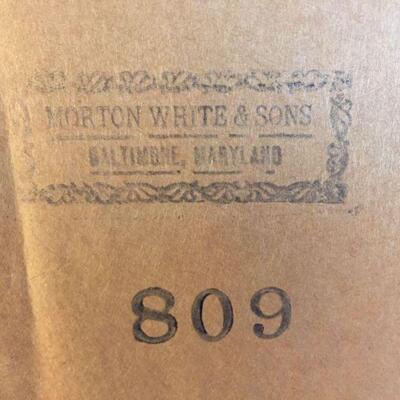 MORTON WHITE & SONS
BALTIMORE, MARYLAND
809